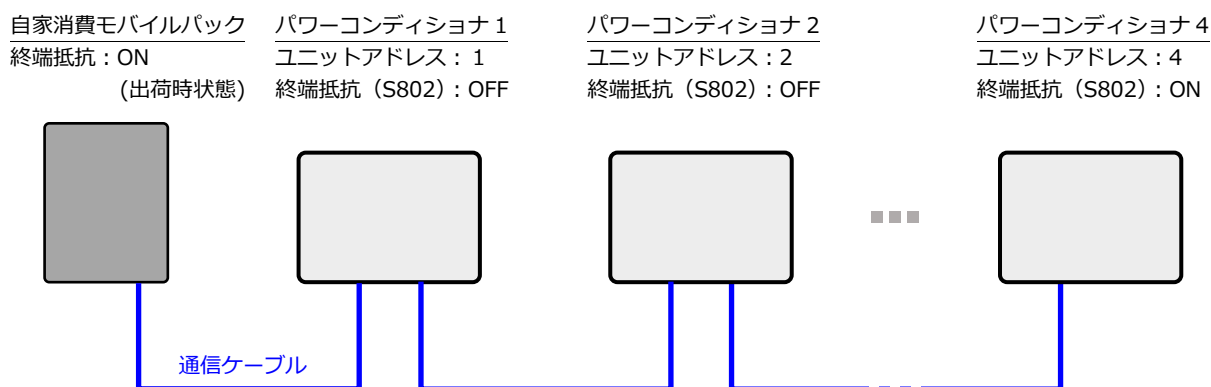 自家消費モバイルパック
終端抵抗：ON
(出荷時状態)
パワーコンディショナ１
ユニットアドレス： 1
終端抵抗（S802）: OFF
パワーコンディショナ 2
ユニットアドレス：2
終端抵抗（S802）: OFF
パワーコンディショナ 4
ユニットアドレス：4
終端抵抗（S802）: ON
通信ケーブル